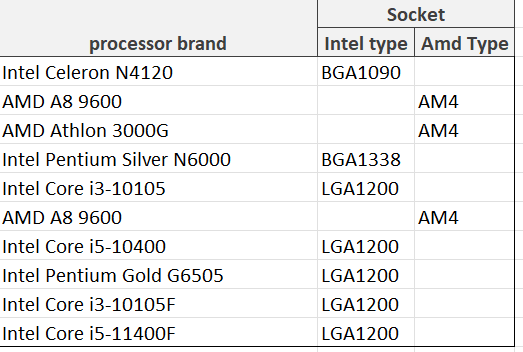 Socket
processor brand Intel type Amd Type
Intel Celeron N4120 BGA1090
AMD A8 9600 AM4
AMD Athlon 3000G AM4
Intel Pentium Silver N6000 BGA1338
Intel Core i3-10105 LGA1200
AMD A8 9600 AM4
Intel Core i5-10400 LGA1200
Intel Pentium Gold G6505 LGA1200
Intel Core i3-10105F LGA1200
Intel Core i5-11400F LGA1200